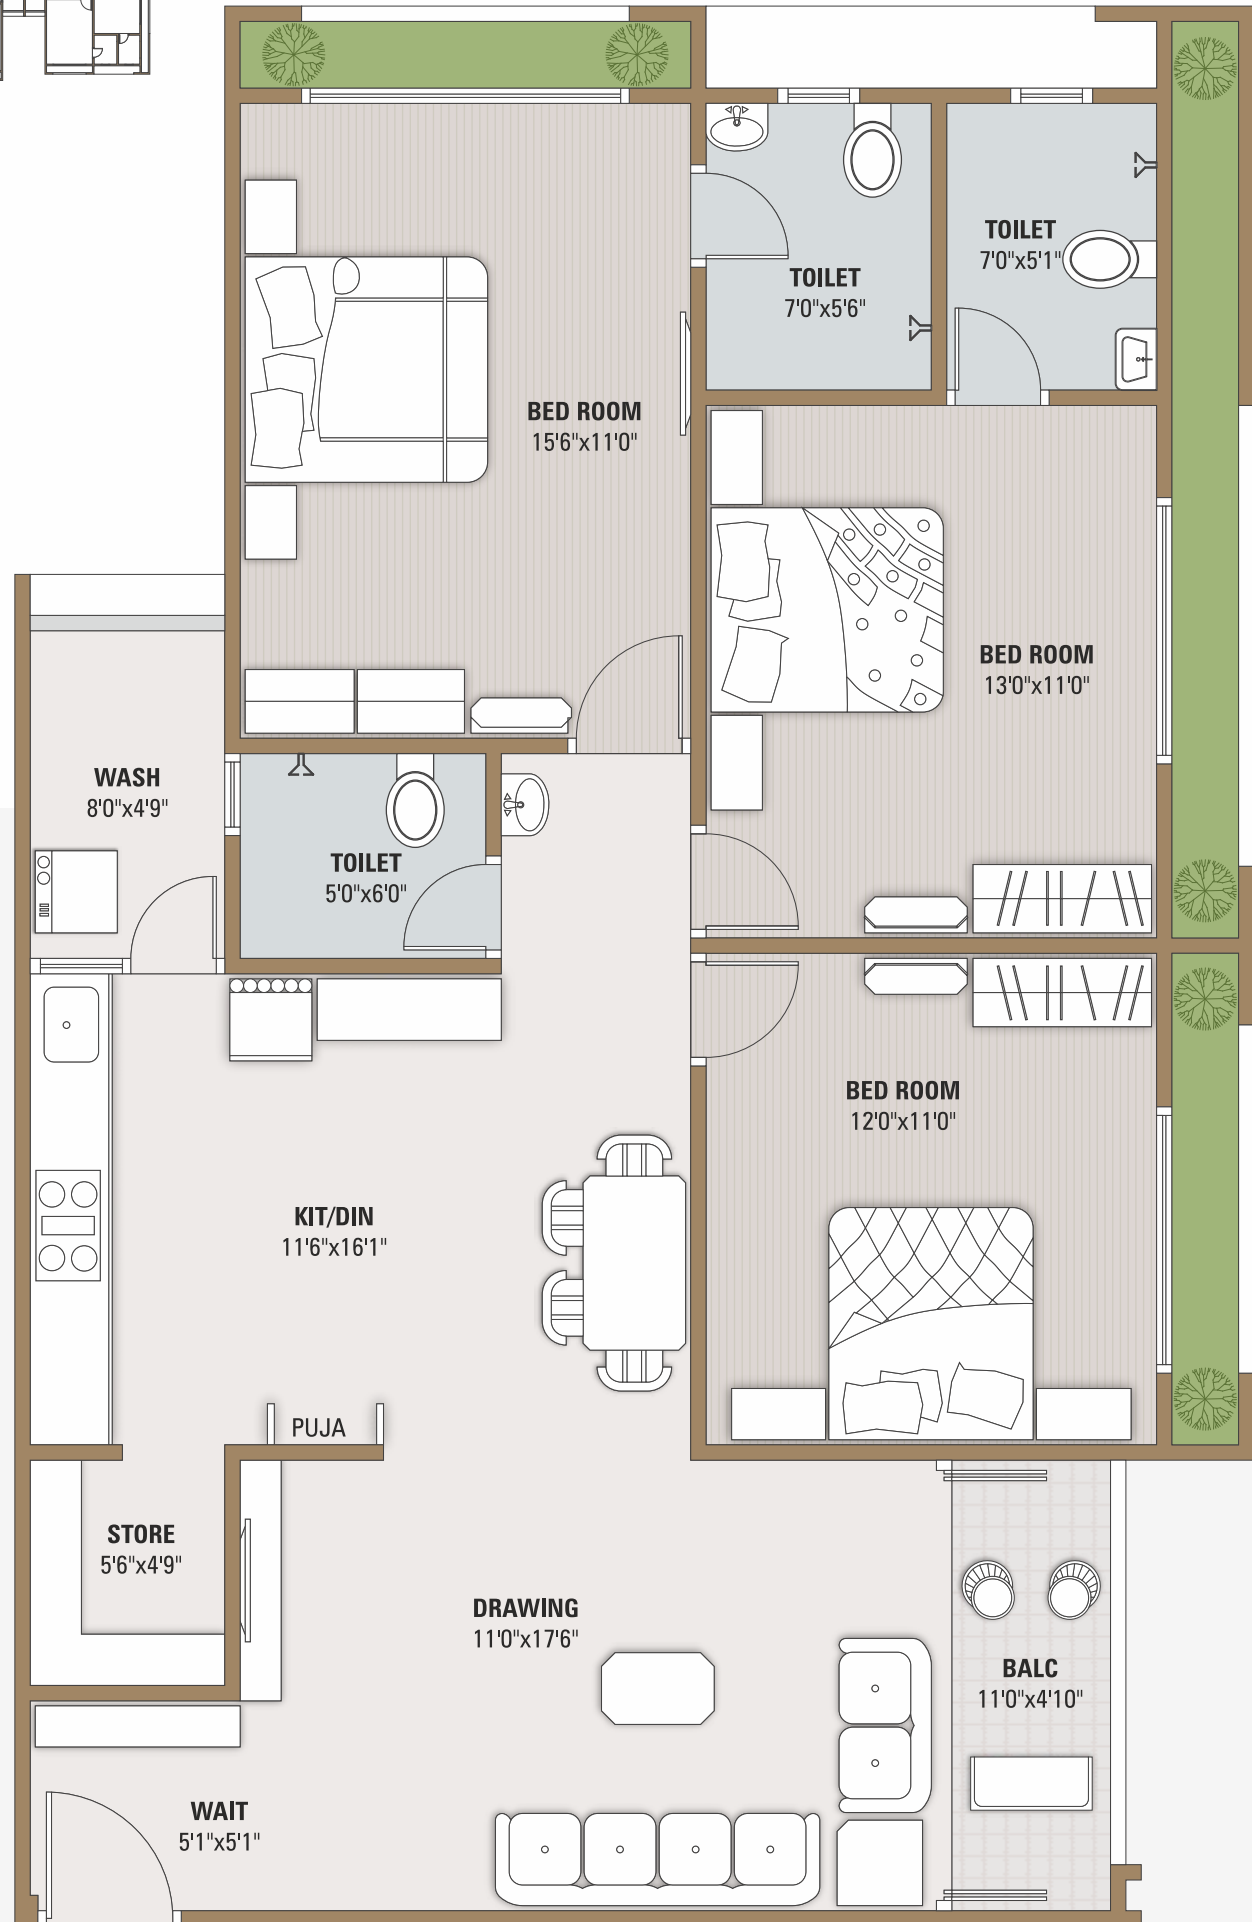 TOILET
7'0"x5'1"
TOILET
7'0"x5'6"
BED ROOM
15'6"x11'0"
BED ROOM
13'0"x11'0"
WASH
8'0"x4'9"
TOILET
5'0"x6'0"
BED ROOM
12'0"x11'0"
KIT/DIN
11'6"x16'1"
PUJA
STORE
5'6"x4'9"
DRAWING
11'0"x17'6"
BALC
11'0"x4'10"
WAIT
5'1"x5'1"